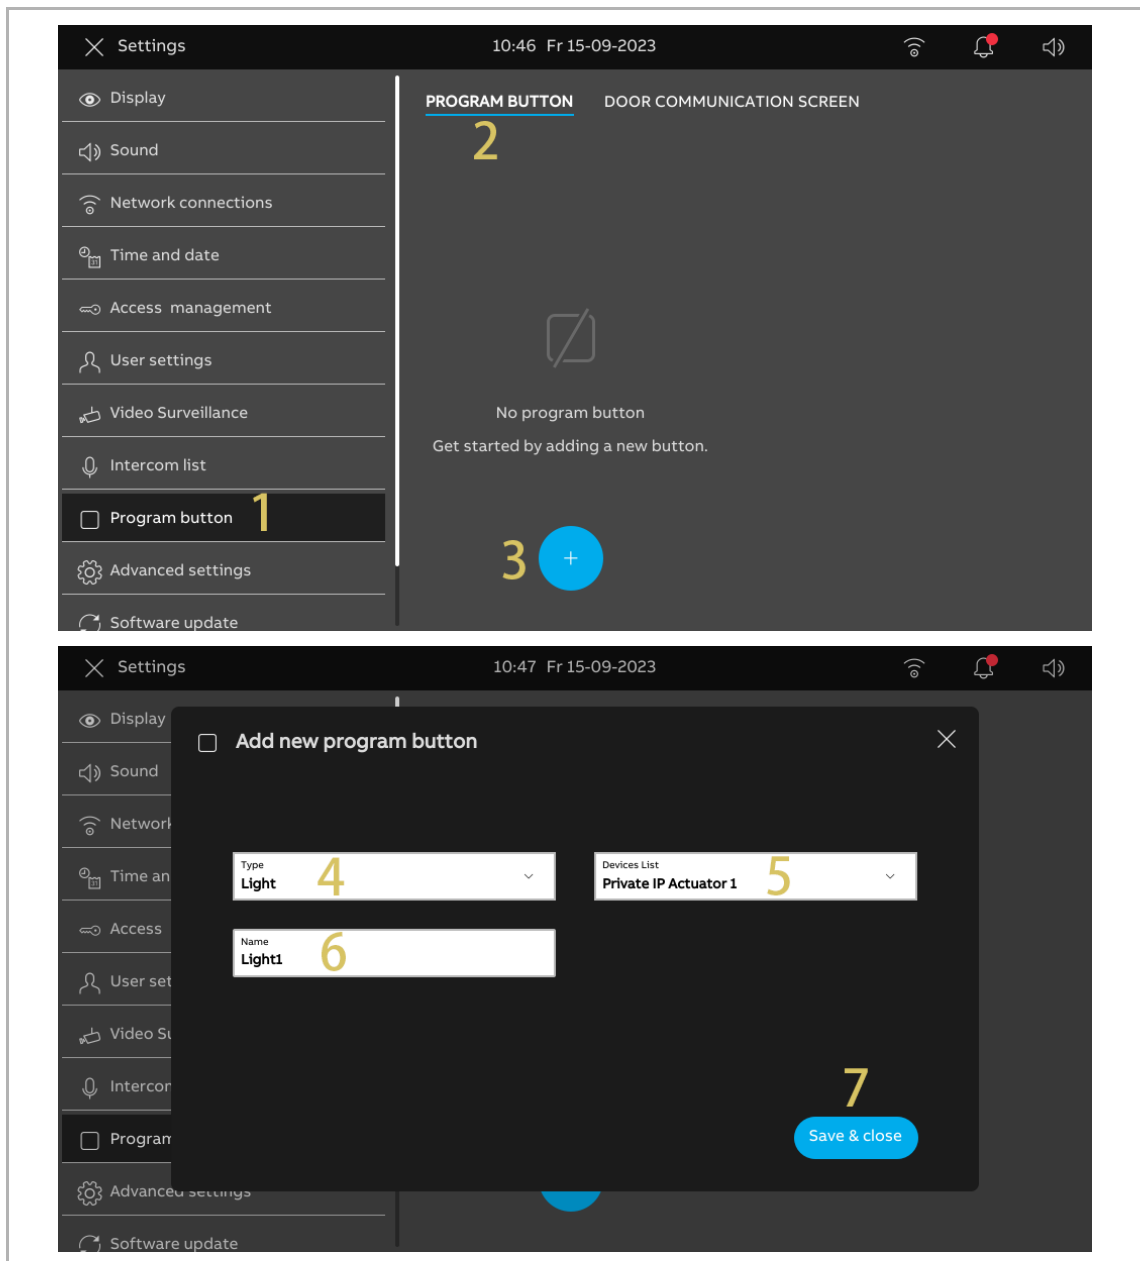 Settings
10:46 Fr 15-09-2023
Display
Sound
Network connections
Time and date
Access management
User settings
Video Surveillance
Intercom list
Program button 1
Advanced settings
Software update
PROGRAM BUTTON DOOR COMMUNICATION SCREEN
2
No program button
Get started by adding a new button.
3 +
Settings
10:47 Fr 15-09-2023
Display
Sound
Network
Time an
Access
User set
Video Su
Intercon
Program
Advanced settings
Software update
Add new program button
Type
Light 4
Devices List
Private IP Actuator 1 5
Name
Light1 6
7
Save & close